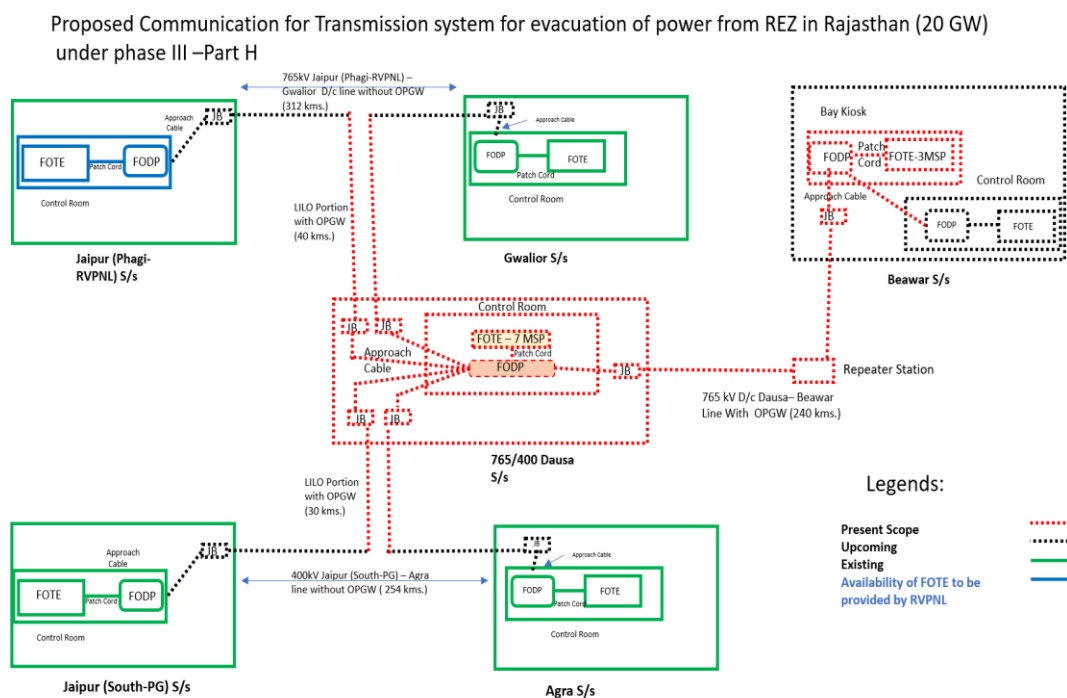 Proposed Communication for Transmission system for evacuation of power from REZ in Rajasthan (20 GW)
under phase III –Part H
765kV Jaipur (Phagi-RVPNL) –
Gwalior D/c line without OPGW
(312 kms.)
JB
Approach
Cable
FOTE
Patch Cord
FODP
Control Room
Jaipur (Phagi-
RVPNL) S/s
JB
Approach Cable
FODP
FOTE
Patch Cord
Control Room
Gwalior S/s
Bay Kiosk
FODP
Patch
Cord
FOTE-3MSP
Control Room
Approach Cable
JB
FODP
FOTE
Beawar S/s
LILO Portion
with OPGW
(40 kms.)
Control Room
JB
JB
FOTE – 7 MSP
Patch Cord
Approach
Cable
FODP
JB
JB
JB
765/400 Dausa
S/s
Repeater Station
765 kV D/c Dausa– Beawar
Line With OPGW (240 kms.)
LILO Portion
with OPGW
(30 kms.)
JB
Approach
Cable
FOTE
Patch Cord
FODP
Control Room
Jaipur (South-PG) S/s
400kV Jaipur (South-PG) – Agra
line without OPGW ( 254 kms.)
JB
Approach Cable
FODP
FOTE
Patch Cord
Control Room
Agra S/s
Legends:
Present Scope
Upcoming
Existing
Availability of FOTE to be
provided by RVPNL